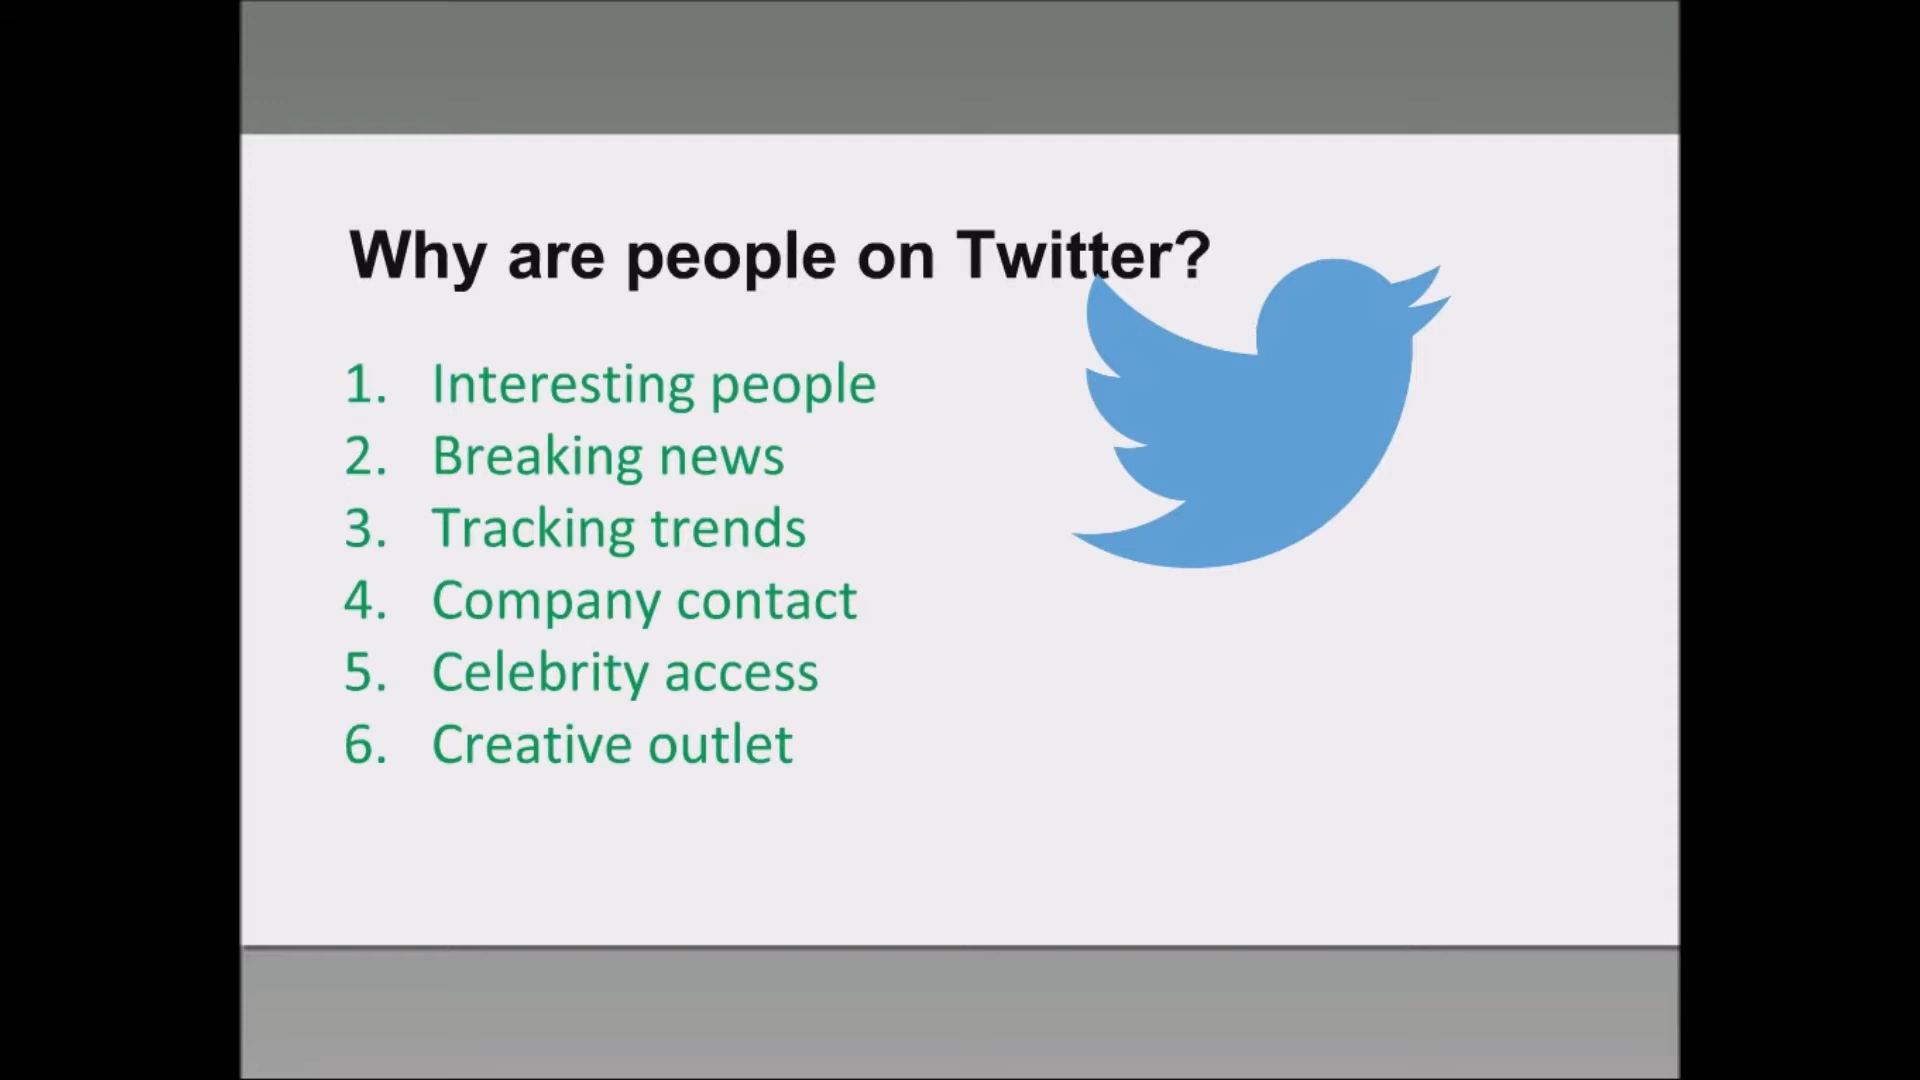 Why are people on Twitter?
1. Interesting people
2. Breaking news
3. Tracking trends
4. Company contact
5. Celebrity access
6. Creative outlet